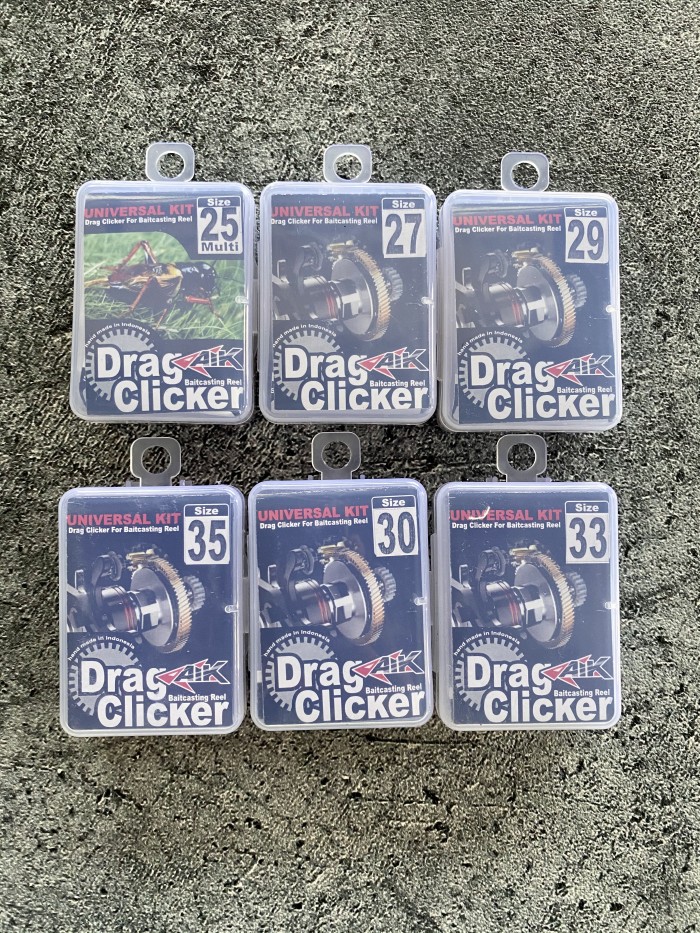 UNIVERSAL KIT
Drag Clicker For Baitcasting Reel
Size
25
Multi
hand made in Indonesia
Drag AIK
Baitcasting Reel
Clicker
UNIVERSAL KIT
Drag Clicker For Baitcasting Reel
Size
27
hand made in Indonesia
Drag AIK
Baitcasting Reel
Clicker
UNIVERSAL KIT
Drag Clicker For Baitcasting Reel
Size
29
hand made in Indonesia
Drag AIK
Baitcasting Reel
Clicker
UNIVERSAL KIT
Drag Clicker For Baitcasting Reel
Size
35
hand made in Indonesia
Drag AIK
Baitcasting Reel
Clicker
UNIVERSAL KIT
Drag Clicker For Baitcasting Reel
Size
30
hand made in Indonesia
Drag AIK
Baitcasting Reel
Clicker
UNIVERSAL KIT
Drag Clicker For Baitcasting Reel
Size
33
hand made in Indonesia
Drag AIK
Baitcasting Reel
Clicker